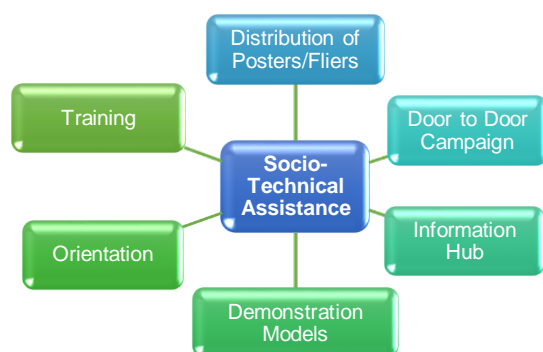 Distribution of
Posters/Fliers
Training
Door to Door
Campaign
Socio-
Technical
Assistance
Orientation
Information
Hub
Demonstration
Models